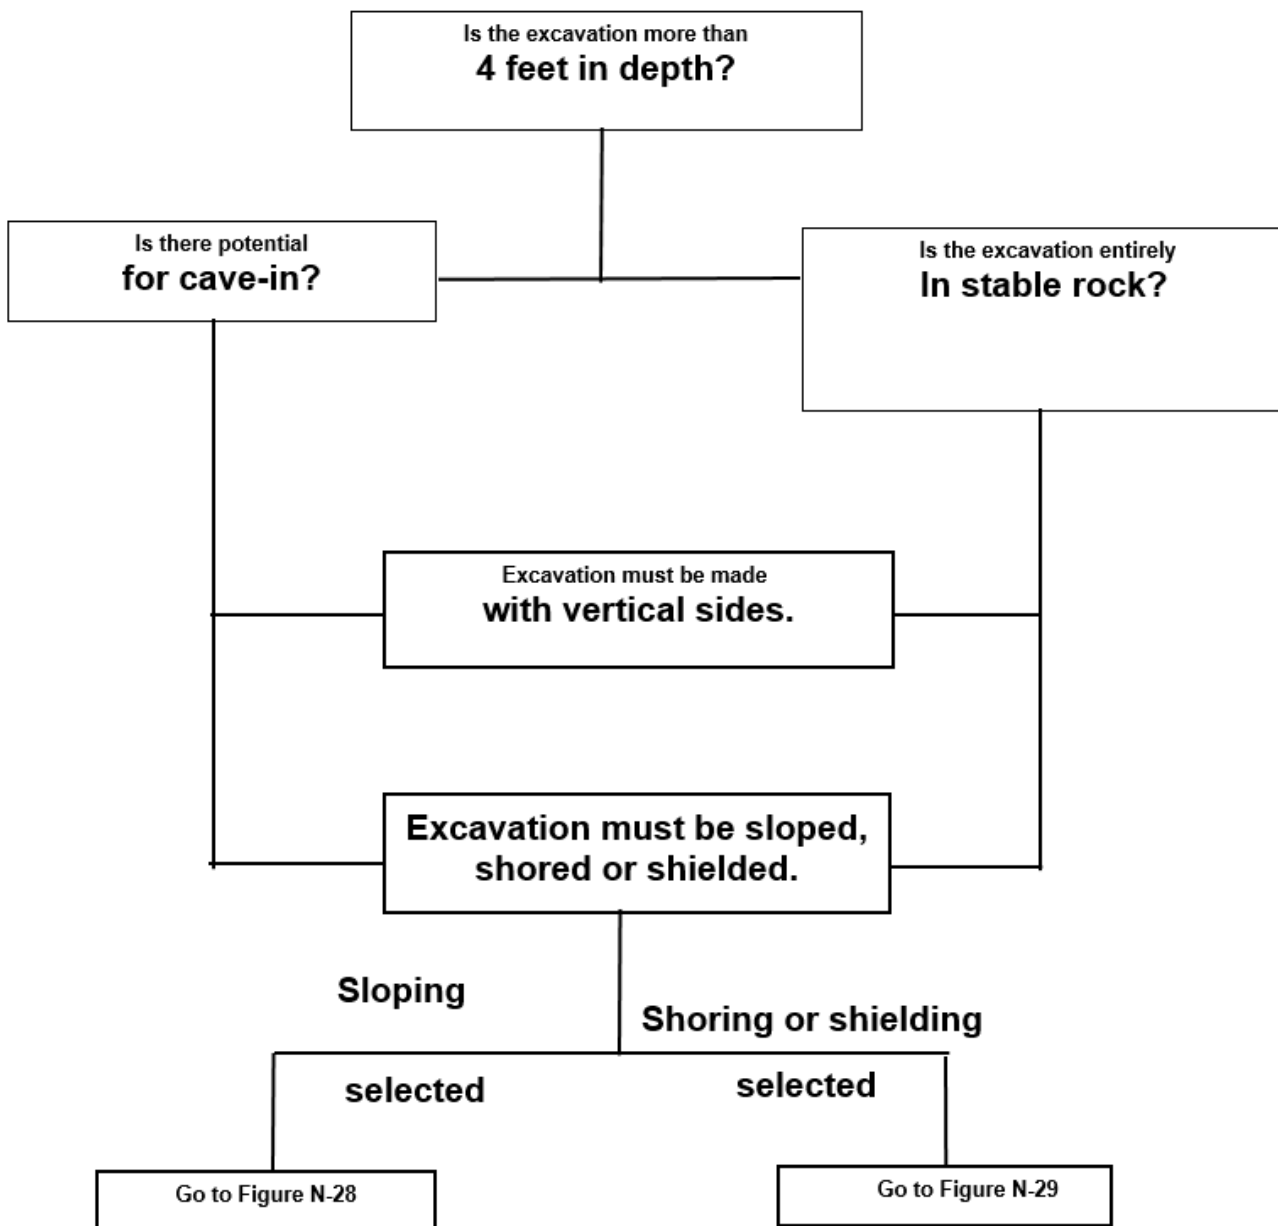 Is the excavation more than
4 feet in depth?
Is there potential
for cave-in?
Is the excavation entirely
In stable rock?
Excavation must be made
with vertical sides.
Excavation must be sloped,
shored or shielded.
Sloping
selected
Shoring or shielding
selected
Go to Figure N-28
Go to Figure N-29